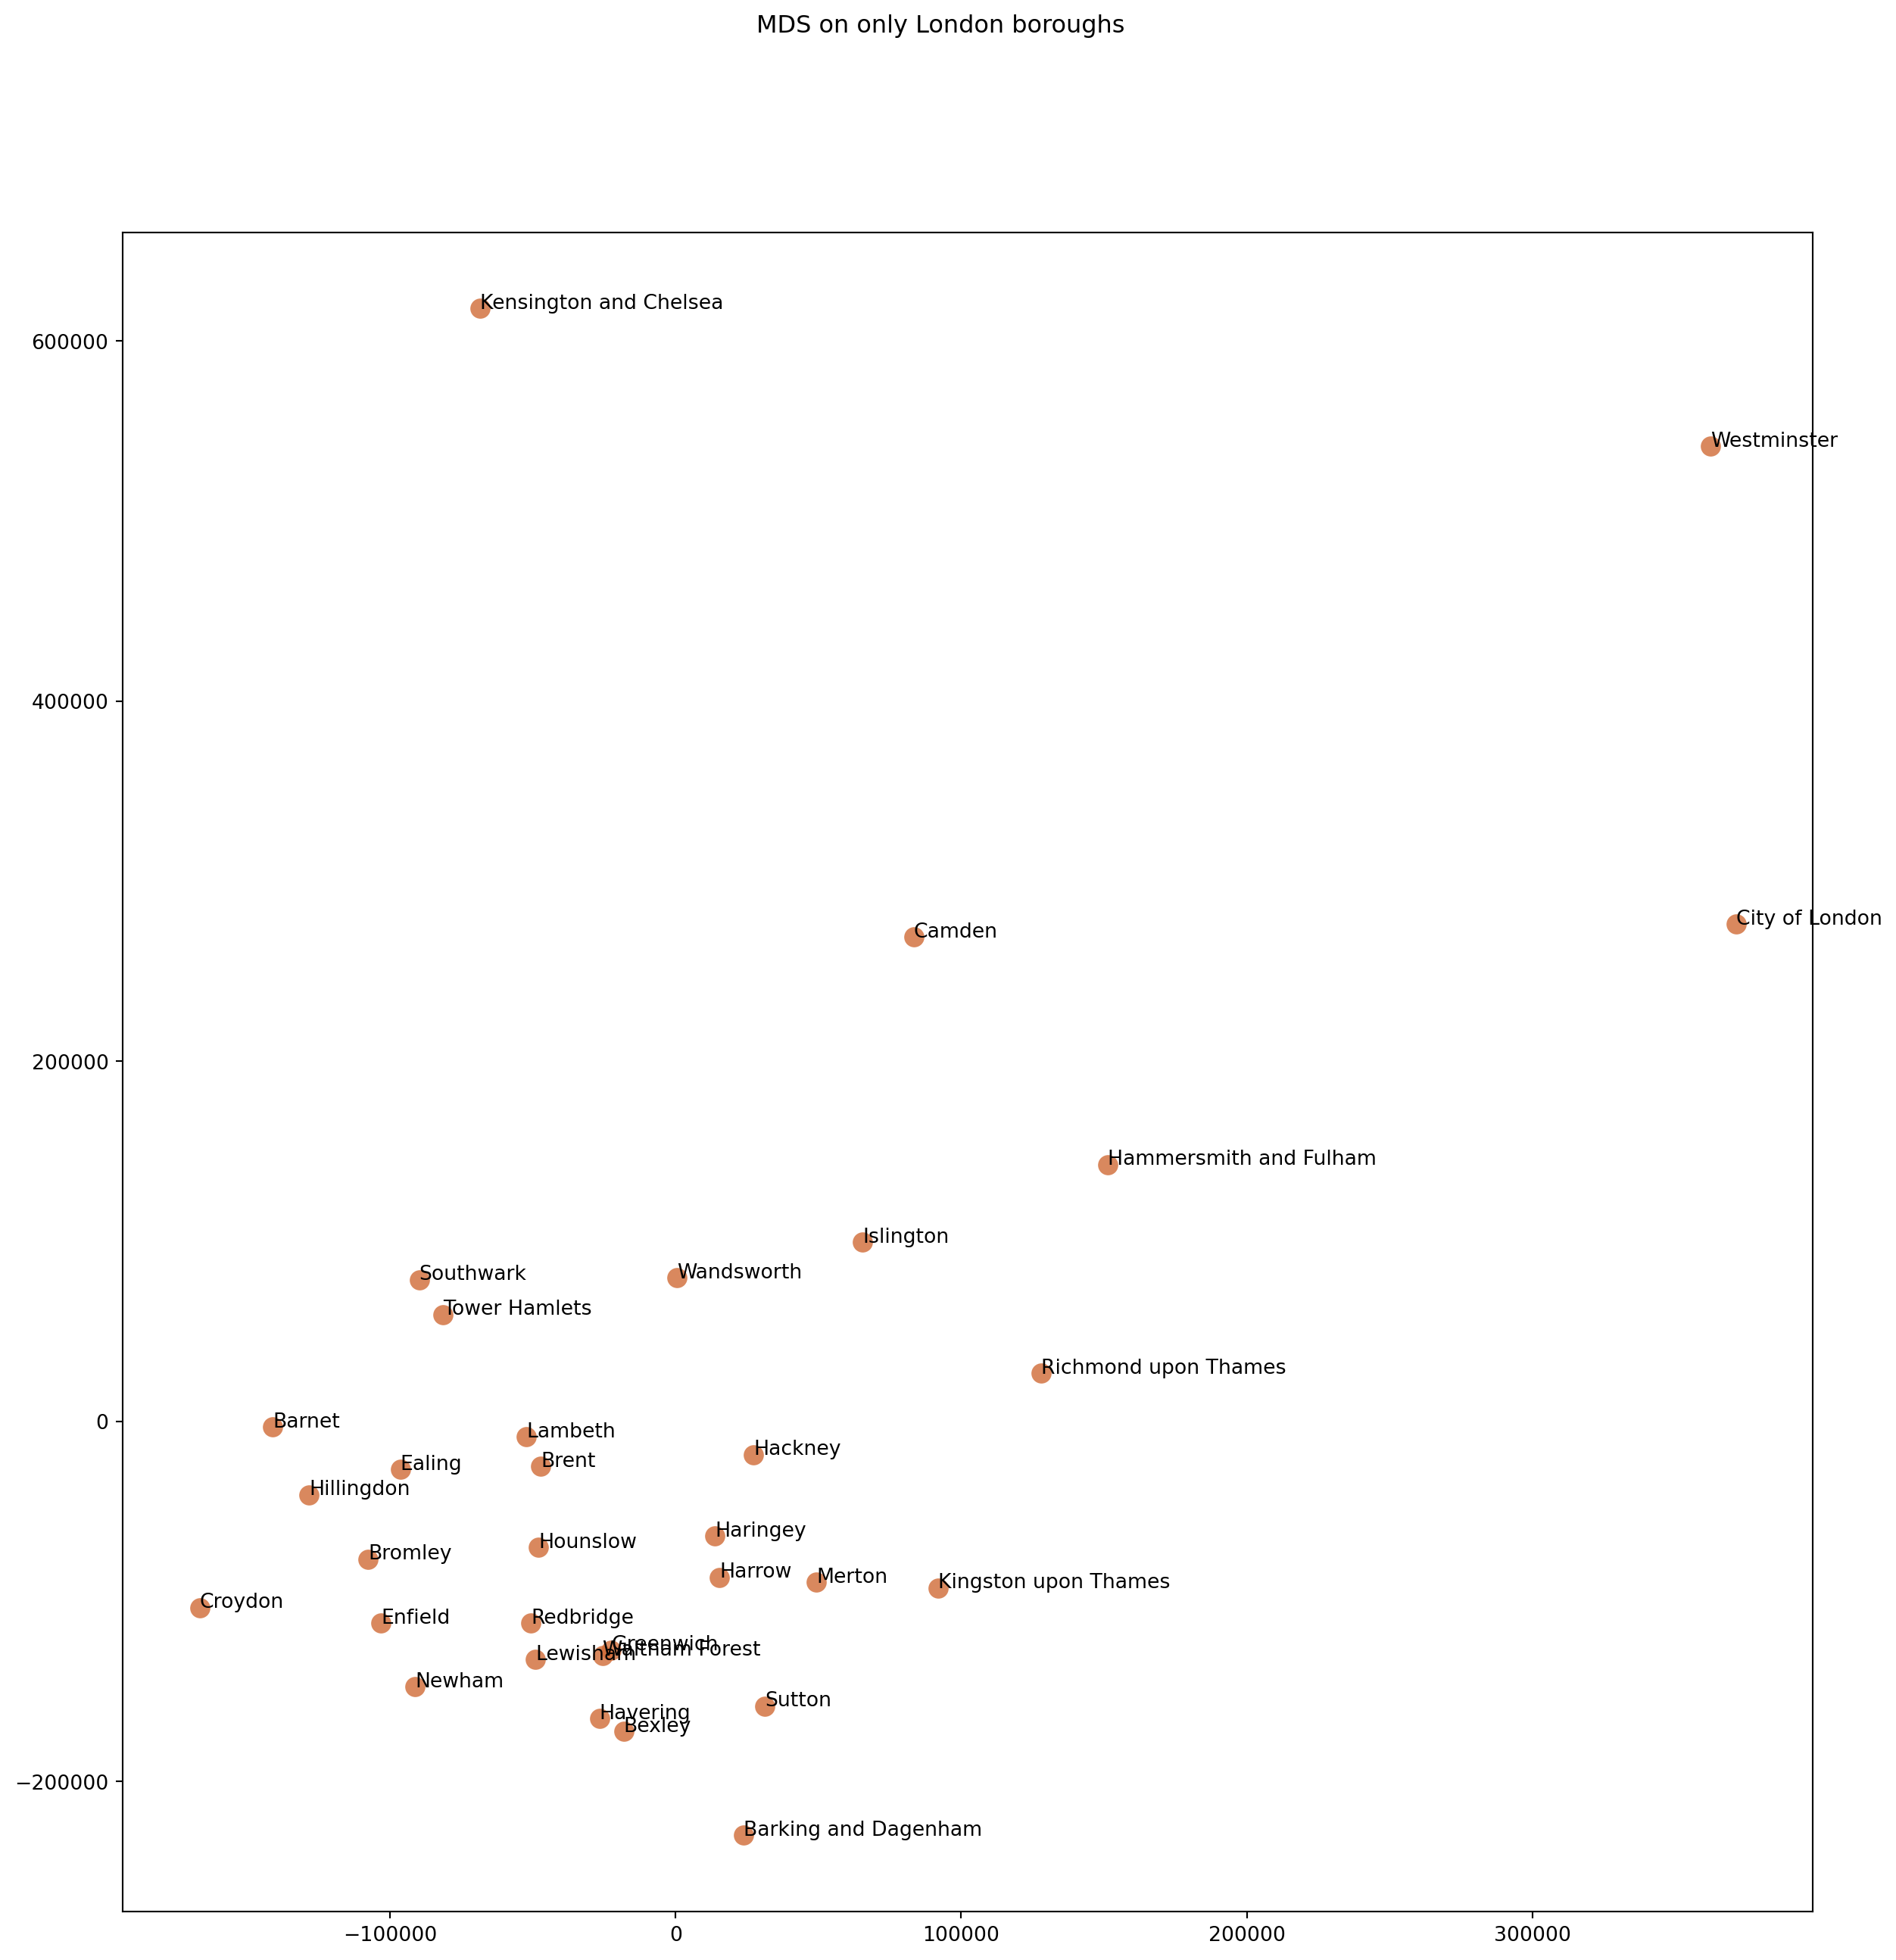 MDS on only London boroughs
Kensington and Chelsea
600000
Westminster
400000
City of London
Camden
200000
Hammersmith and Fulham
Islington
Wandsworth
Southwark
Tower Hamlets
Richmond upon Thames
Barnet
0
Lambeth
Hackney
Brent
Ealing
Hillingdon
Haringey
Hounslow
Bromley
Harrow
Merton
Kingston upon Thames
Croydon
Enfield
Redbridge
Greenwich
Waltham Forest
Lewisham
Newham
Sutton
Havering
Bexley
−200000
Barking and Dagenham
−100000 0 100000 200000 300000